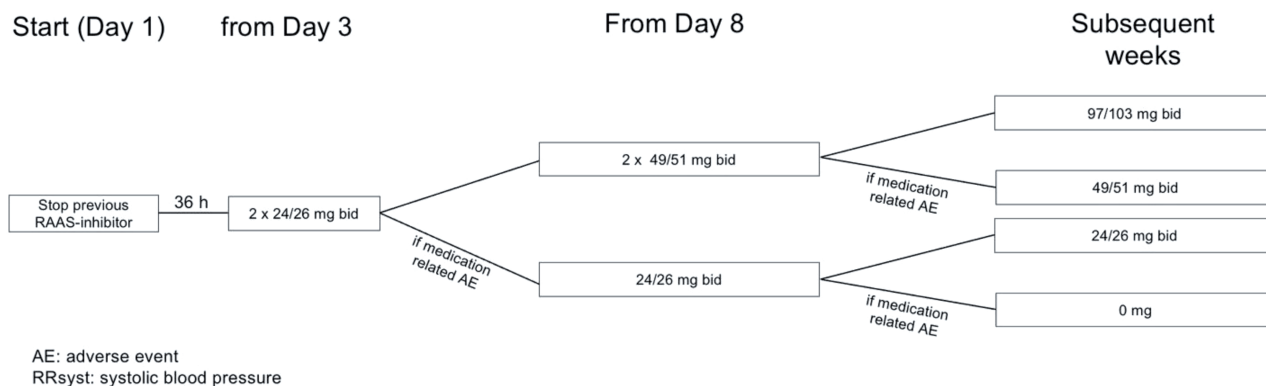 Start (Day 1)
from Day 3
From Day 8
Subsequent
weeks
Stop previous
RAAS-inhibitor
36 h
2 x 24/26 mg bid
if medication
related AE
2 x  49/51 mg bid
24/26 mg bid
if medication
related AE
if medication
related AE
97/103 mg bid
49/51 mg bid
24/26 mg bid
0 mg
AE: adverse event
RRsyst: systolic blood pressure